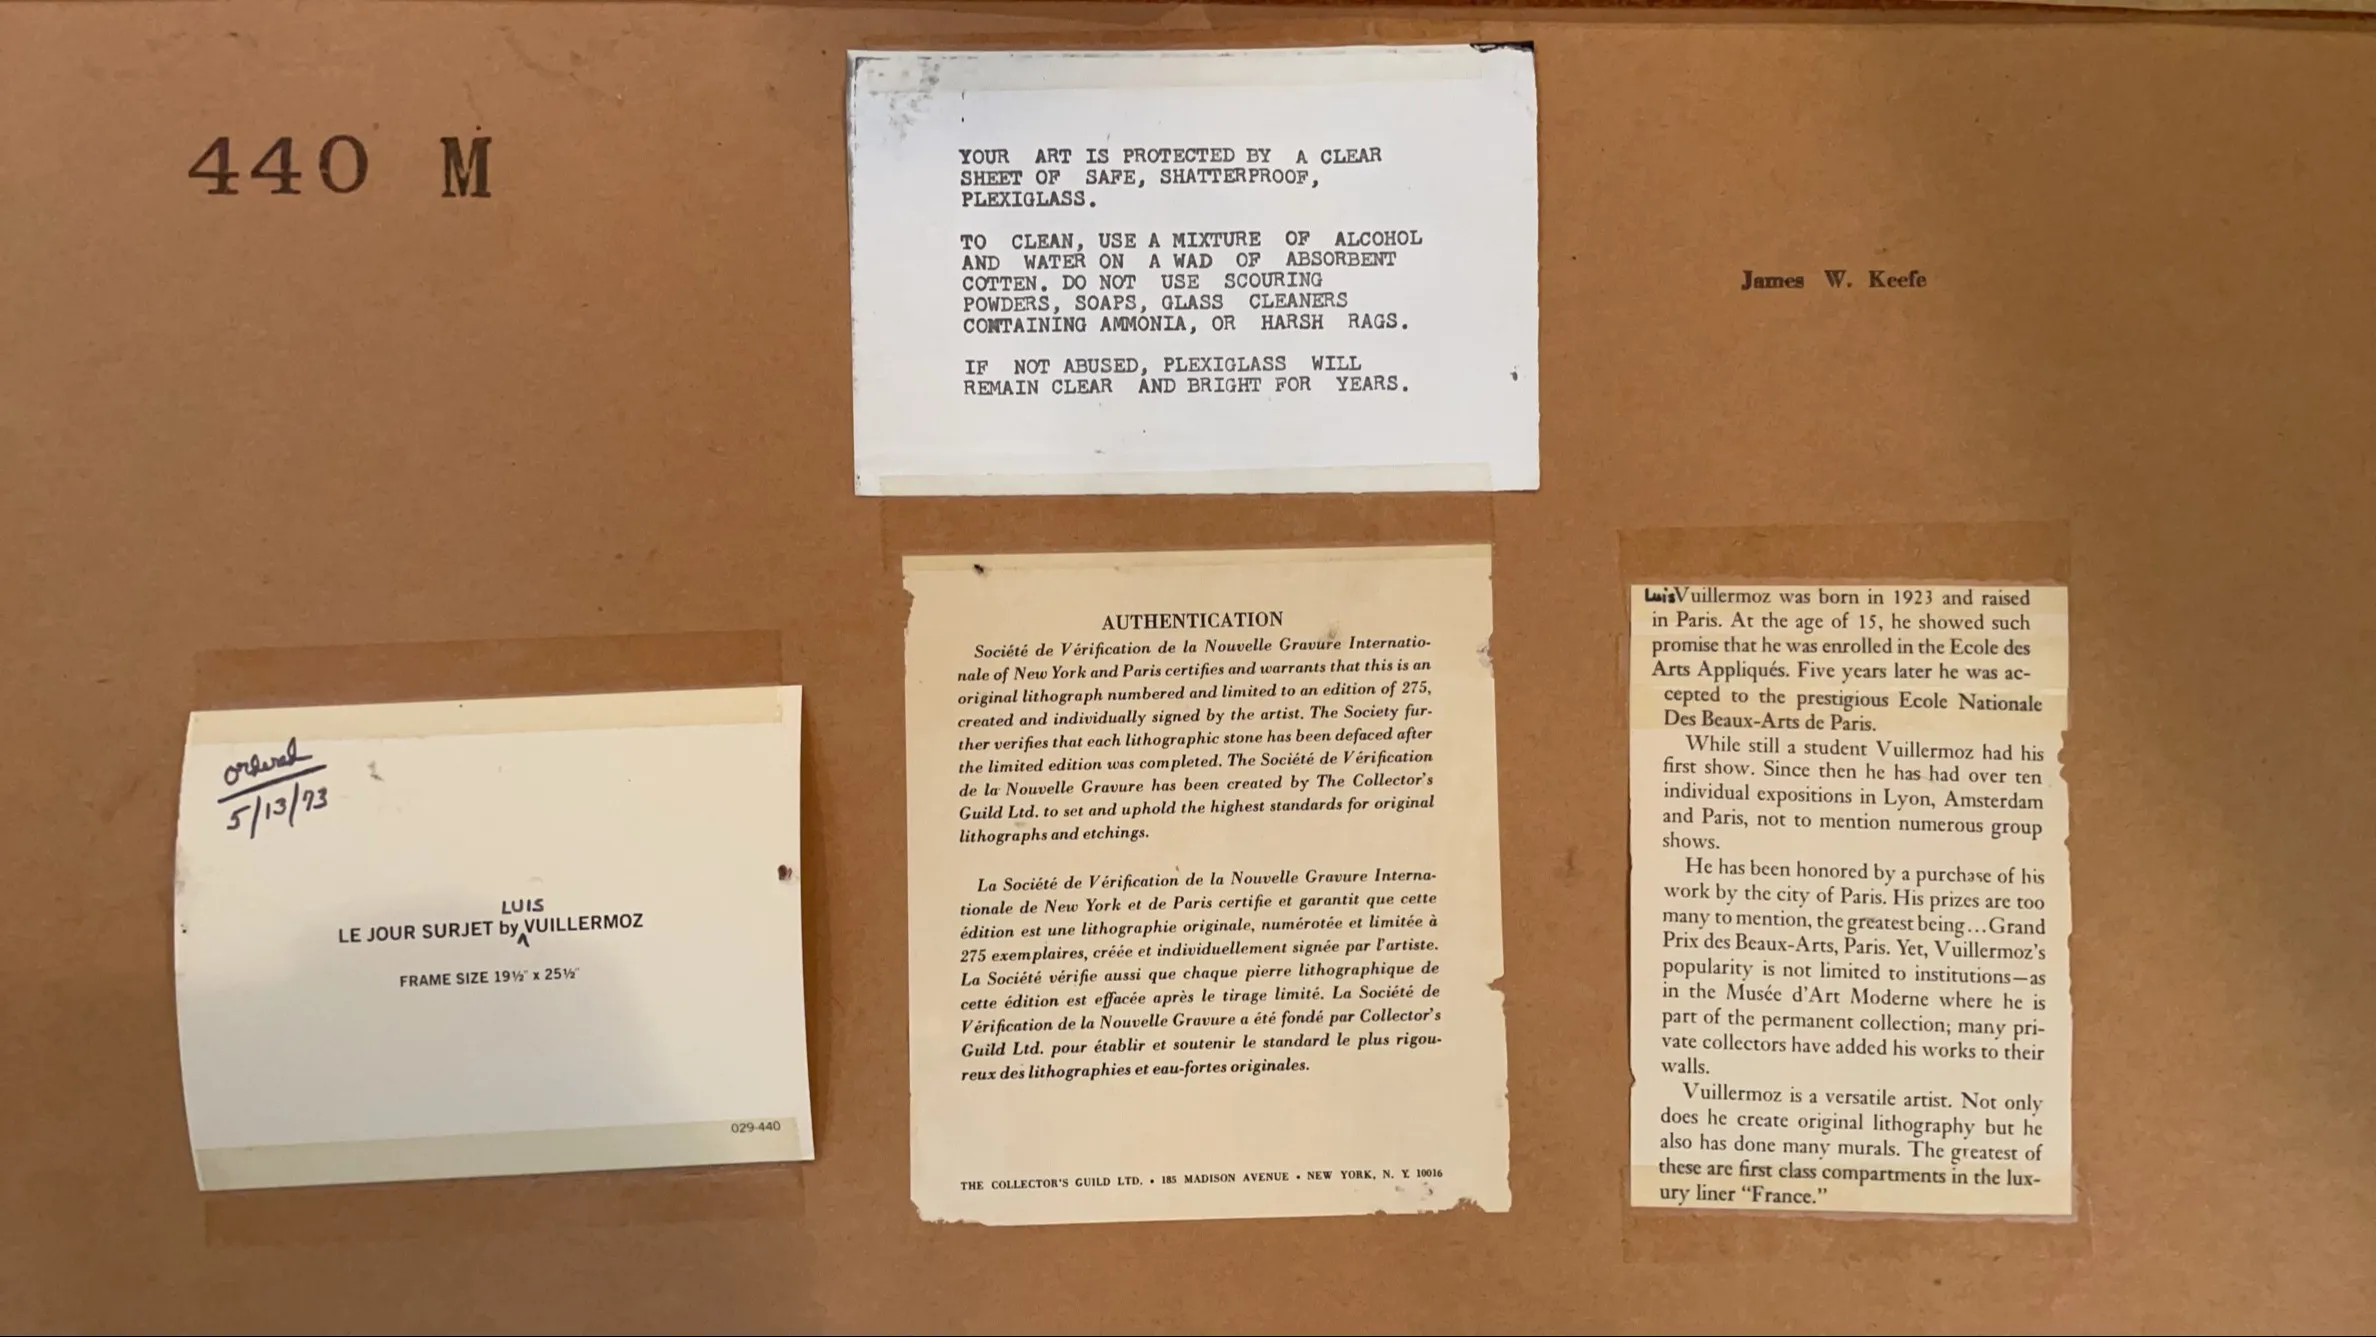 440 M
YOUR ART IS PROTECTED BY A CLEAR
SHEET OF SAFE, SHATTERPROOF,
PLEXIGLASS.
TO CLEAN, USE A MIXTURE OF ALCOHOL
AND WATER ON A WAD OF ABSORBENT
COTTEN. DO NOT USE SCOURING
POWDERS, SOAPS, GLASS CLEANERS
CONTAINING AMMONIA, OR HARSH RAGS.
IF NOT ABUSED, PLEXIGLASS WILL
REMAIN CLEAR AND BRIGHT FOR YEARS.
James W. Keefe
ordered
5/13/73
LUIS
LE JOUR SURJET by VUILLERMOZ
FRAME SIZE 19½" x 25½"
029-440
AUTHENTICATION
Société de Vérification de la Nouvelle Gravure Internatio-
nale of New York and Paris certifies and warrants that this is an
original lithograph numbered and limited to an edition of 275,
created and individually signed by the artist. The Society fur-
ther verifies that each lithographic stone has been defaced after
the limited edition was completed. The Société de Vérification
de la Nouvelle Gravure has been created by The Collector's
Guild Ltd. to set and uphold the highest standards for original
lithographs and etchings.
La Société de Vérification de la Nouvelle Gravure Interna-
tionale de New York et de Paris certifie et garantit que cette
édition est une lithographie originale, numérotée et limitée à
275 exemplaires, créée et individuellement signée par l'artiste.
La Société vérifie aussi que chaque pierre lithographique de
cette édition est effacée après le tirage limité. La Société de
Vérification de la Nouvelle Gravure a été fondé par Collector's
Guild Ltd. pour établir et soutenir le standard le plus rigou-
reux des lithographies et eau-fortes originales.
THE COLLECTOR'S GUILD LTD. • 185 MADISON AVENUE • NEW YORK, N. Y. 10016
Luis Vuillermoz was born in 1923 and raised
in Paris. At the age of 15, he showed such
promise that he was enrolled in the Ecole des
Arts Appliqués. Five years later he was ac-
cepted to the prestigious Ecole Nationale
Des Beaux-Arts de Paris.
While still a student Vuillermoz had his
first show. Since then he has had over ten
individual expositions in Lyon, Amsterdam
and Paris, not to mention numerous group
shows.
He has been honored by a purchase of his
work by the city of Paris. His prizes are too
many to mention, the greatest being...Grand
Prix des Beaux-Arts, Paris. Yet, Vuillermoz's
popularity is not limited to institutions—as
in the Musée d'Art Moderne where he is
part of the permanent collection; many pri-
vate collectors have added his works to their
walls.
Vuillermoz is a versatile artist. Not only
does he create original lithography but he
also has done many murals. The greatest of
these are first class compartments in the lux-
ury liner "France."